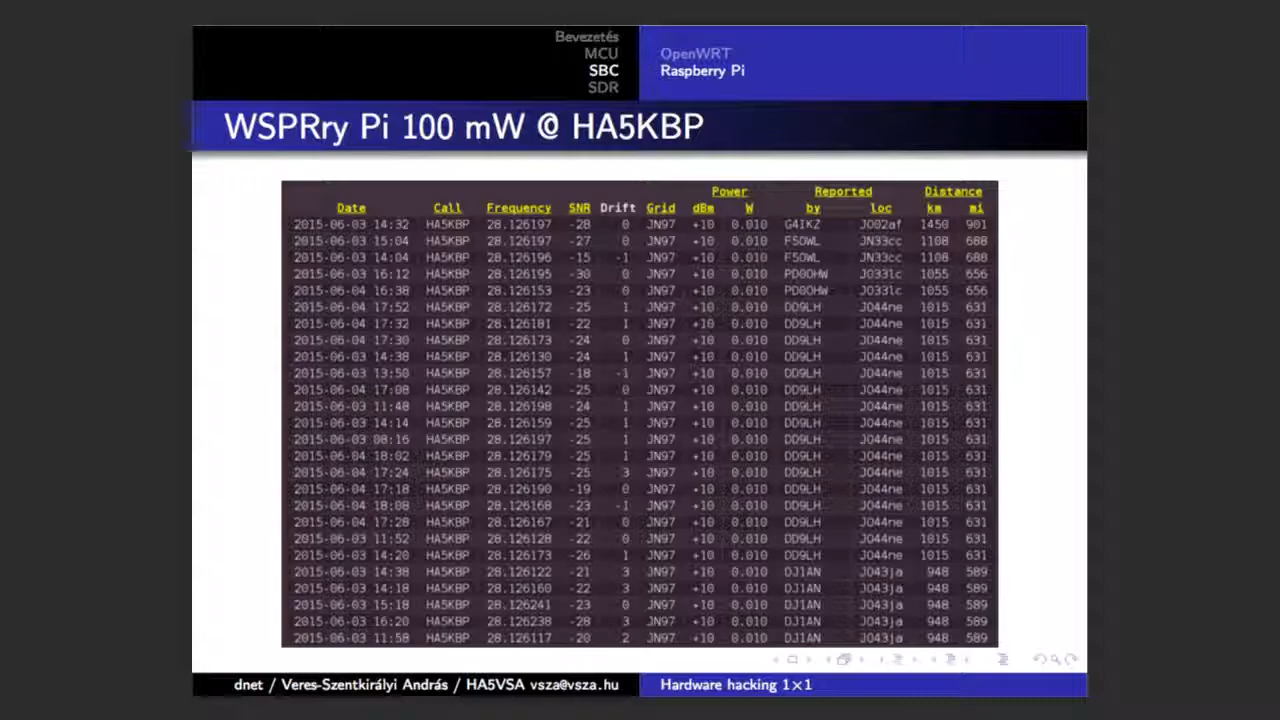 Bevezetés
MCU
SBC
SDR
OpenWRT
Raspberry Pi
WSPRry Pi 100 mW @ HA5KBP
Power Reported Distance
Date Call Frequency SNR Drift Grid dBm W by loc km mi
2015-06-03 14:32 HA5KBP 28.126197 -28 0 JN97 +10 0.010 G4IKZ JO02af 1450 901
2015-06-03 15:04 HA5KBP 28.126197 -27 0 JN97 +10 0.010 F5OWL JN33cc 1108 688
2015-06-03 14:04 HA5KBP 28.126196 -15 -1 JN97 +10 0.010 F5OWL JN33cc 1108 688
2015-06-03 16:12 HA5KBP 28.126195 -30 0 JN97 +10 0.010 PD0OHW JO33lc 1055 656
2015-06-04 16:38 HA5KBP 28.126153 -23 0 JN97 +10 0.010 PD0OHW JO33lc 1055 656
2015-06-04 17:52 HA5KBP 28.126172 -25 1 JN97 +10 0.010 DD9LH JO44ne 1015 631
2015-06-04 17:32 HA5KBP 28.126181 -22 1 JN97 +10 0.010 DD9LH JO44ne 1015 631
2015-06-04 17:30 HA5KBP 28.126173 -24 0 JN97 +10 0.010 DD9LH JO44ne 1015 631
2015-06-03 14:38 HA5KBP 28.126130 -24 1 JN97 +10 0.010 DD9LH JO44ne 1015 631
2015-06-03 13:50 HA5KBP 28.126157 -18 -1 JN97 +10 0.010 DD9LH JO44ne 1015 631
2015-06-04 17:08 HA5KBP 28.126142 -25 0 JN97 +10 0.010 DD9LH JO44ne 1015 631
2015-06-03 11:48 HA5KBP 28.126198 -24 1 JN97 +10 0.010 DD9LH JO44ne 1015 631
2015-06-03 14:14 HA5KBP 28.126159 -25 1 JN97 +10 0.010 DD9LH JO44ne 1015 631
2015-06-03 08:16 HA5KBP 28.126197 -25 1 JN97 +10 0.010 DD9LH JO44ne 1015 631
2015-06-04 18:02 HA5KBP 28.126179 -25 1 JN97 +10 0.010 DD9LH JO44ne 1015 631
2015-06-04 17:24 HA5KBP 28.126175 -25 3 JN97 +10 0.010 DD9LH JO44ne 1015 631
2015-06-04 17:18 HA5KBP 28.126190 -19 0 JN97 +10 0.010 DD9LH JO44ne 1015 631
2015-06-04 18:08 HA5KBP 28.126168 -23 -1 JN97 +10 0.010 DD9LH JO44ne 1015 631
2015-06-04 17:28 HA5KBP 28.126167 -21 0 JN97 +10 0.010 DD9LH JO44ne 1015 631
2015-06-03 11:52 HA5KBP 28.126128 -22 0 JN97 +10 0.010 DD9LH JO44ne 1015 631
2015-06-03 14:20 HA5KBP 28.126173 -26 1 JN97 +10 0.010 DD9LH JO44ne 1015 631
2015-06-03 14:38 HA5KBP 28.126122 -21 3 JN97 +10 0.010 DJ1AN JO43ja 948 589
2015-06-03 14:18 HA5KBP 28.126160 -22 3 JN97 +10 0.010 DJ1AN JO43ja 948 589
2015-06-03 15:18 HA5KBP 28.126241 -23 0 JN97 +10 0.010 DJ1AN JO43ja 948 589
2015-06-03 16:20 HA5KBP 28.126238 -28 3 JN97 +10 0.010 DJ1AN JO43ja 948 589
2015-06-03 11:58 HA5KBP 28.126117 -20 2 JN97 +10 0.010 DJ1AN JO43ja 948 589
dnet / Veres-Szentkirályi András / HA5VSA vsza@vsza.hu
Hardware hacking 1×1